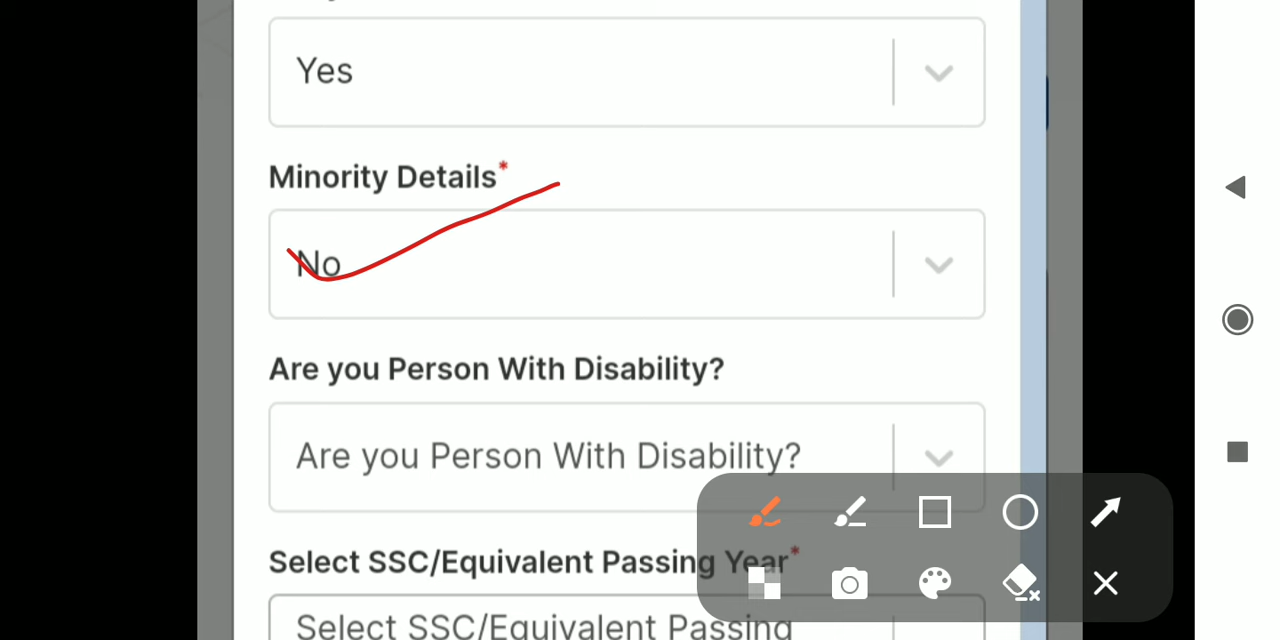 Yes
Minority Details*
No
Are you Person With Disability?
Are you Person With Disability?
Select SSC/Equivalent Passing Year*
Select SSC/Equivalent Passing